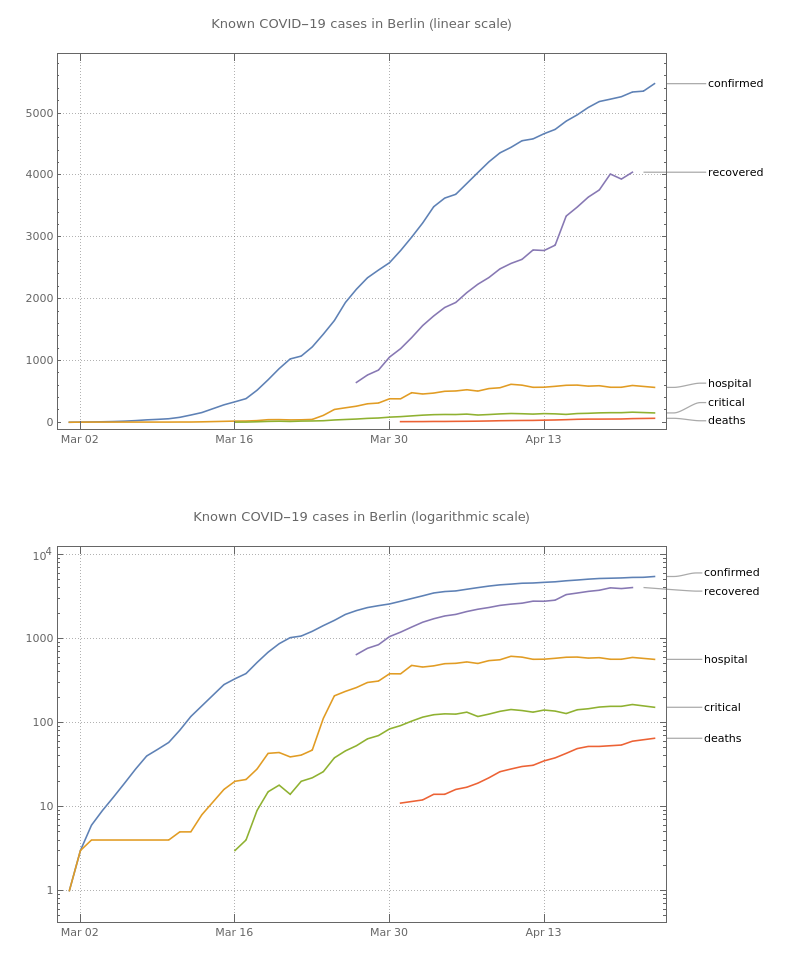 Known COVID−19 cases in Berlin (linear scale)
5000
4000
3000
2000
1000
0
Mar 02 Mar 16 Mar 30 Apr 13
confirmed
recovered
hospital
critical
deaths
Known COVID−19 cases in Berlin (logarithmic scale)
10⁴
1000
100
10
1
Mar 02 Mar 16 Mar 30 Apr 13
confirmed
recovered
hospital
critical
deaths